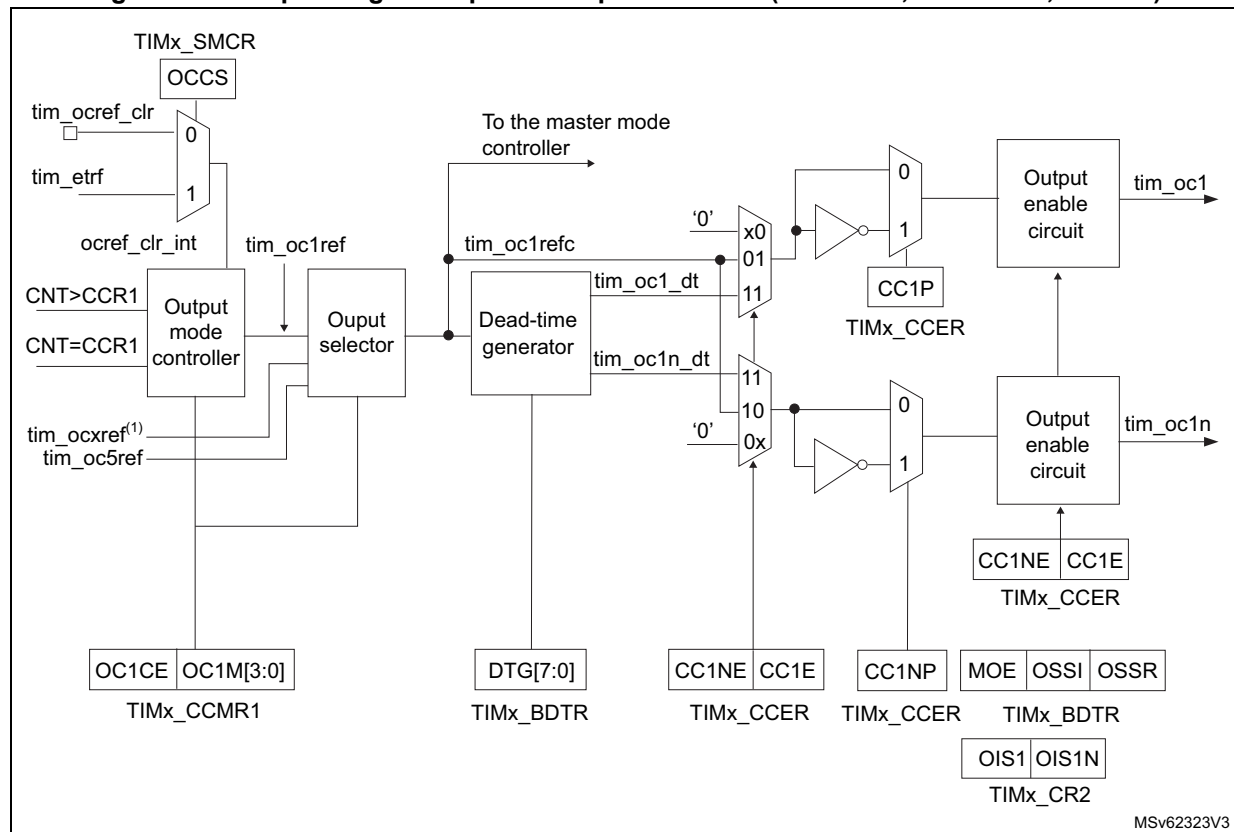 TIMx_SMCR
OCCS
tim_ocref_clr
0
To the master mode
controller
tim_etrf
1
ocref_clr_int
tim_oc1ref
tim_oc1refc
CNT>CCR1
CNT=CCR1
Output
mode
controller
Ouput
selector
Dead-time
generator
tim_oc1_dt
tim_oc1n_dt
tim_ocxref(1)
tim_oc5ref
'0'
x0
01
11
11
10
'0'
0x
0
1
CC1P
TIMx_CCER
Output
enable
circuit
tim_oc1
0
1
Output
enable
circuit
tim_oc1n
CC1NE CC1E
TIMx_CCER
OC1CE OC1M[3:0]
TIMx_CCMR1
DTG[7:0]
TIMx_BDTR
CC1NE CC1E
TIMx_CCER
CC1NP
TIMx_CCER
MOE OSSI OSSR
TIMx_BDTR
OIS1 OIS1N
TIMx_CR2
MSv62323V3